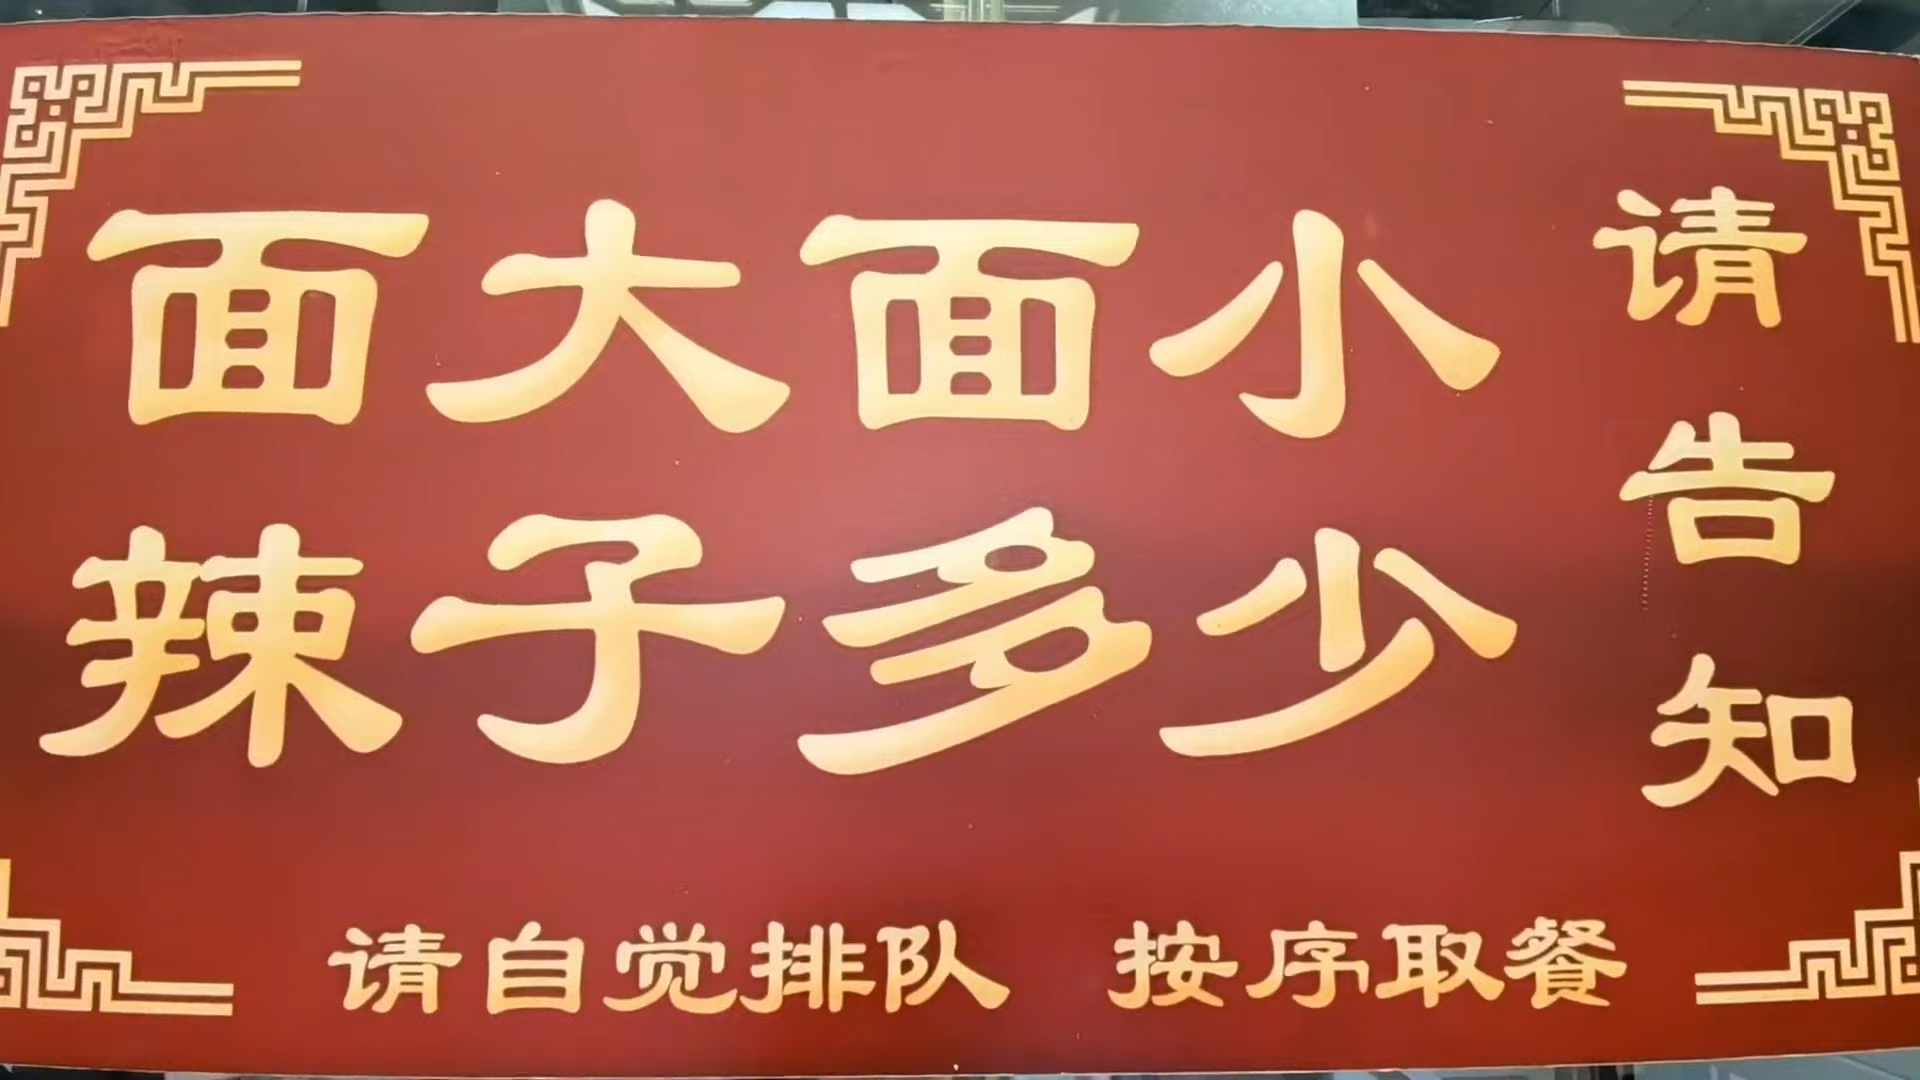 面大面小
辣子多少
请告知
请自觉排队 按序取餐